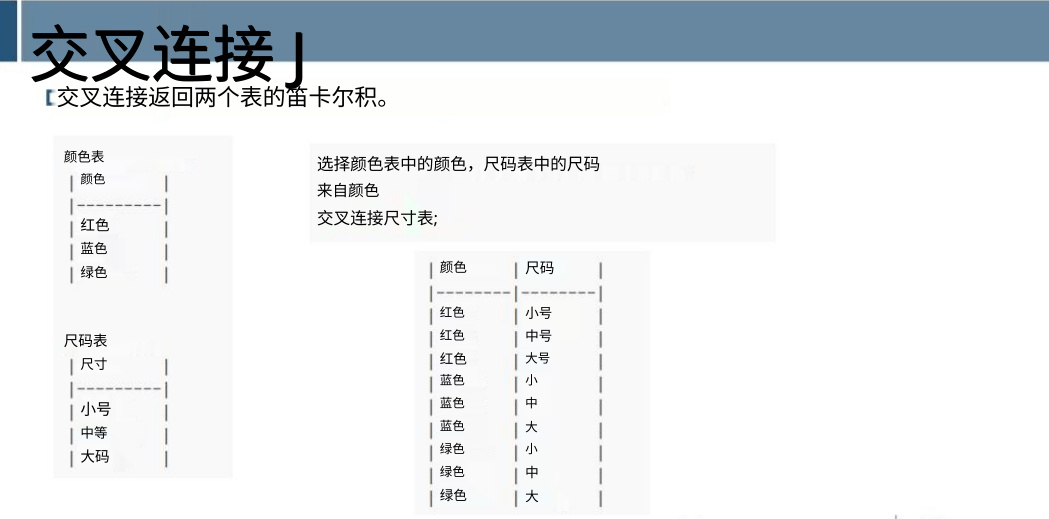 交叉连接 J
交叉连接返回两个表的笛卡尔积。
颜色表
| 颜色 |
|---------|
| 红色 |
| 蓝色 |
| 绿色 |
尺码表
| 尺寸 |
|---------|
| 小号 |
| 中等 |
| 大码 |
选择颜色表中的颜色，尺码表中的尺码
来自颜色
交叉连接尺寸表;
| 颜色 | 尺码 |
|--------|--------|
| 红色 | 小号 |
| 红色 | 中号 |
| 红色 | 大号 |
| 蓝色 | 小 |
| 蓝色 | 中 |
| 蓝色 | 大 |
| 绿色 | 小 |
| 绿色 | 中 |
| 绿色 | 大 |